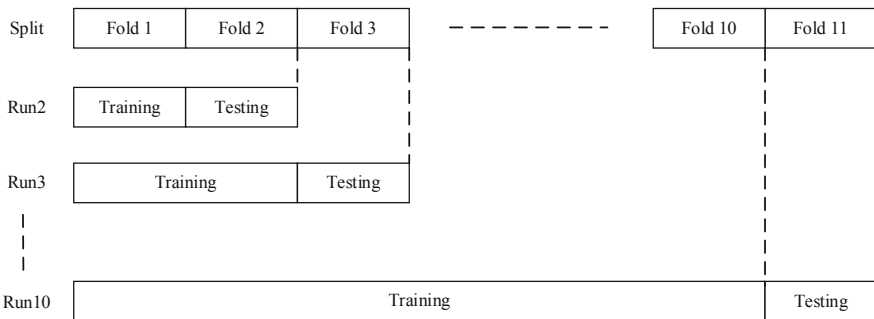 Split Fold 1 Fold 2 Fold 3 Fold 10 Fold 11
Run2 Training Testing
Run3 Training Testing
Run10 Training Testing